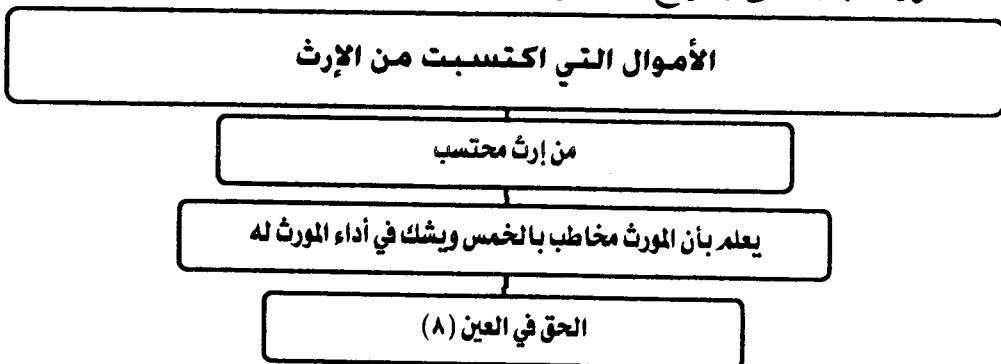 الأموال التي اكتسبت من الإرث
من إرث محتسب
يعلم بأن المورث مخاطب بالخمس ويشك في أداء المورث له
الحق في العين (٨)